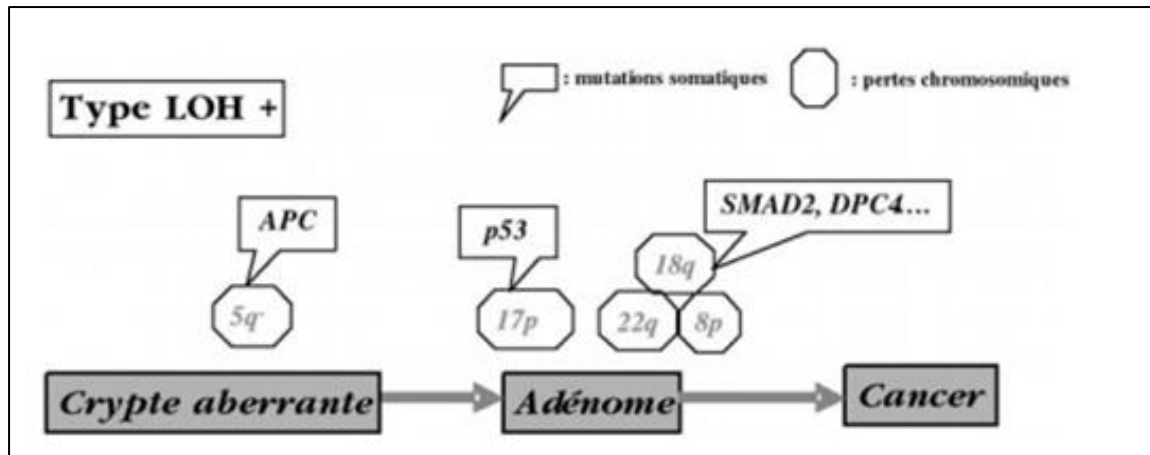 : mutations somatiques
: pertes chromosomiques
Type LOH +
SMAD2, DPC4...
APC
p53
18q
5q-
17p
22q
8p
Crypte aberrante
Adénome
Cancer